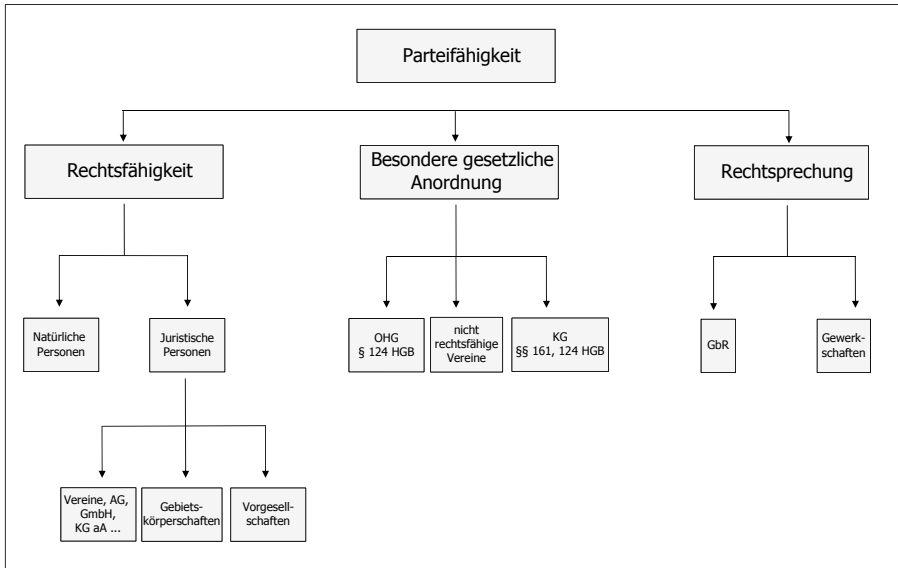 Parteifähigkeit
Rechtsfähigkeit
Besondere gesetzliche
Anordnung
Rechtsprechung
Natürliche
Personen
Juristische
Personen
OHG
§ 124 HGB
nicht
rechtsfähige
Vereine
KG
§§ 161, 124 HGB
GbR
Gewerk-
schaften
Vereine, AG,
GmbH,
KG aA ...
Gebiets-
körperschaften
Vorgesell-
schaften